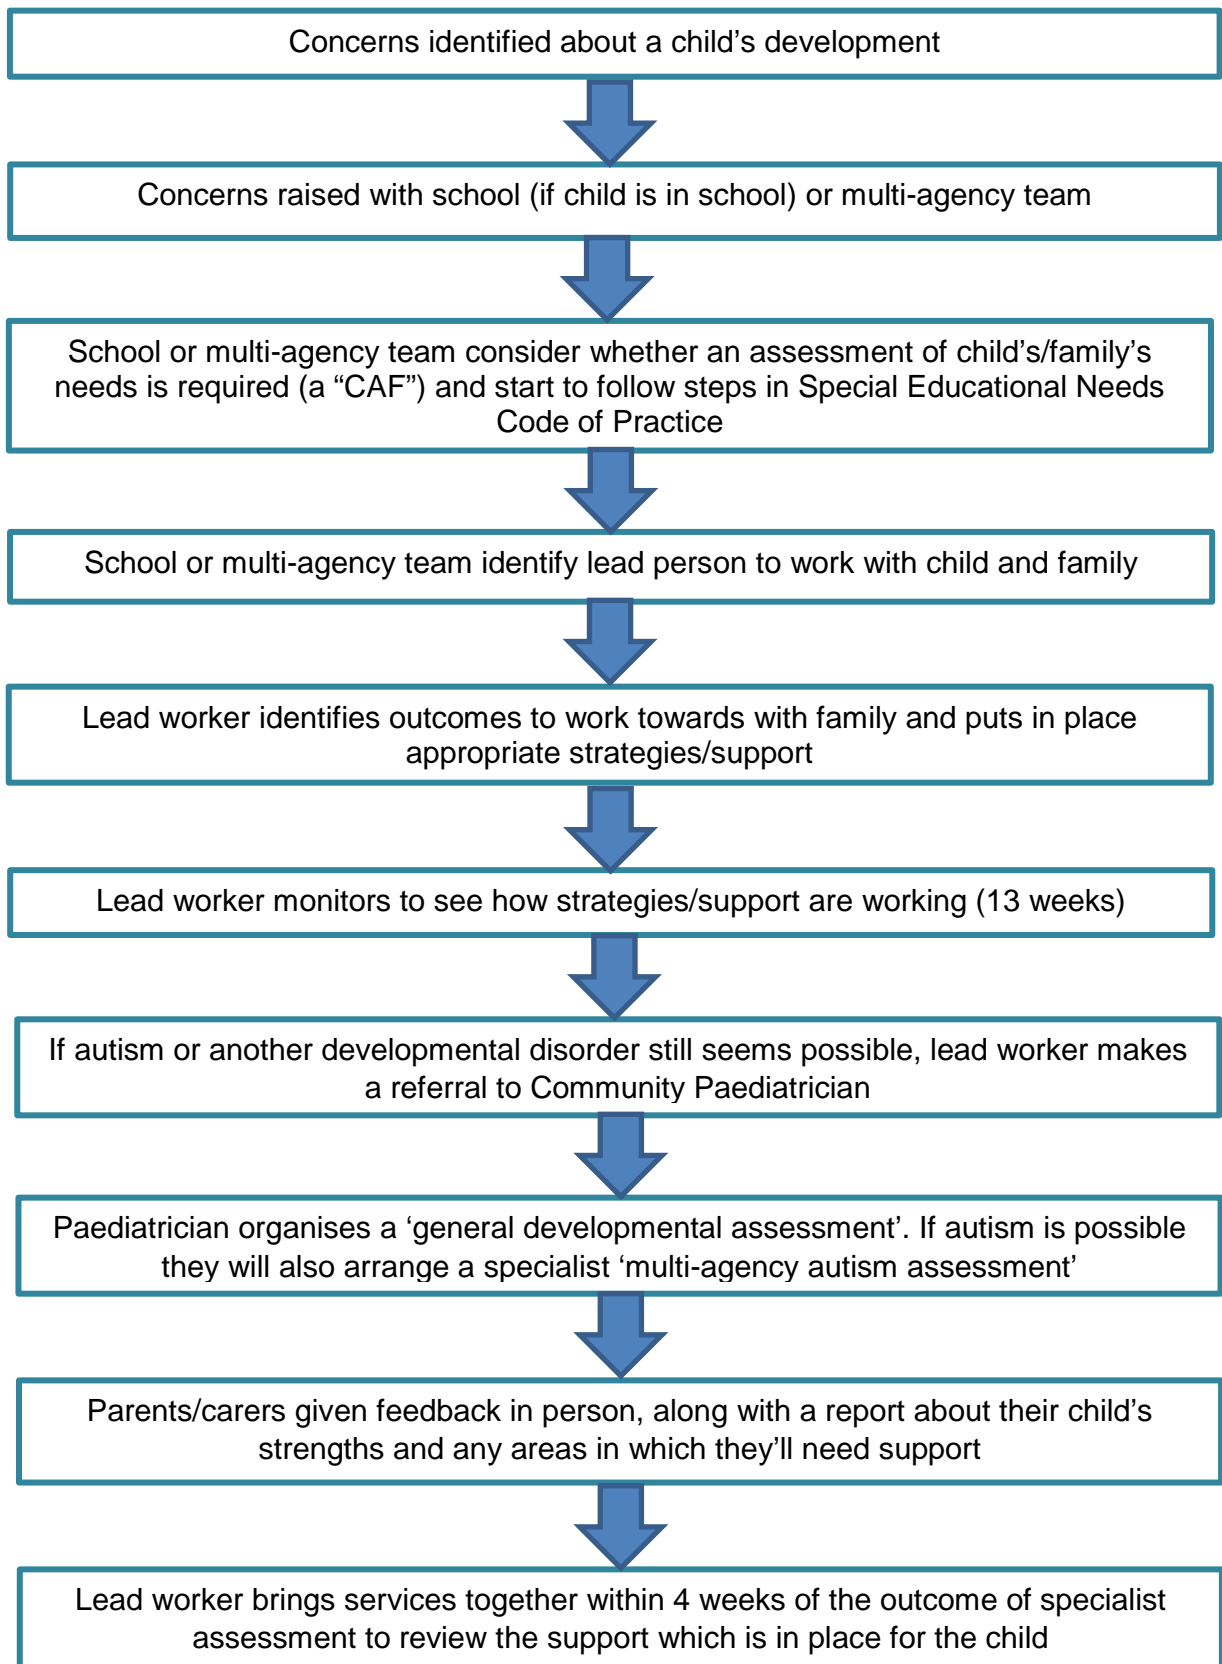 Concerns identified about a child’s development
Concerns raised with school (if child is in school) or multi-agency team
School or multi-agency team consider whether an assessment of child’s/family’s
needs is required (a “CAF”) and start to follow steps in Special Educational Needs
Code of Practice
School or multi-agency team identify lead person to work with child and family
Lead worker identifies outcomes to work towards with family and puts in place
appropriate strategies/support
Lead worker monitors to see how strategies/support are working (13 weeks)
If autism or another developmental disorder still seems possible, lead worker makes
a referral to Community Paediatrician
Paediatrician organises a ‘general developmental assessment’. If autism is possible
they will also arrange a specialist ‘multi-agency autism assessment’
Parents/carers given feedback in person, along with a report about their child’s
strengths and any areas in which they’ll need support
Lead worker brings services together within 4 weeks of the outcome of specialist
assessment to review the support which is in place for the child